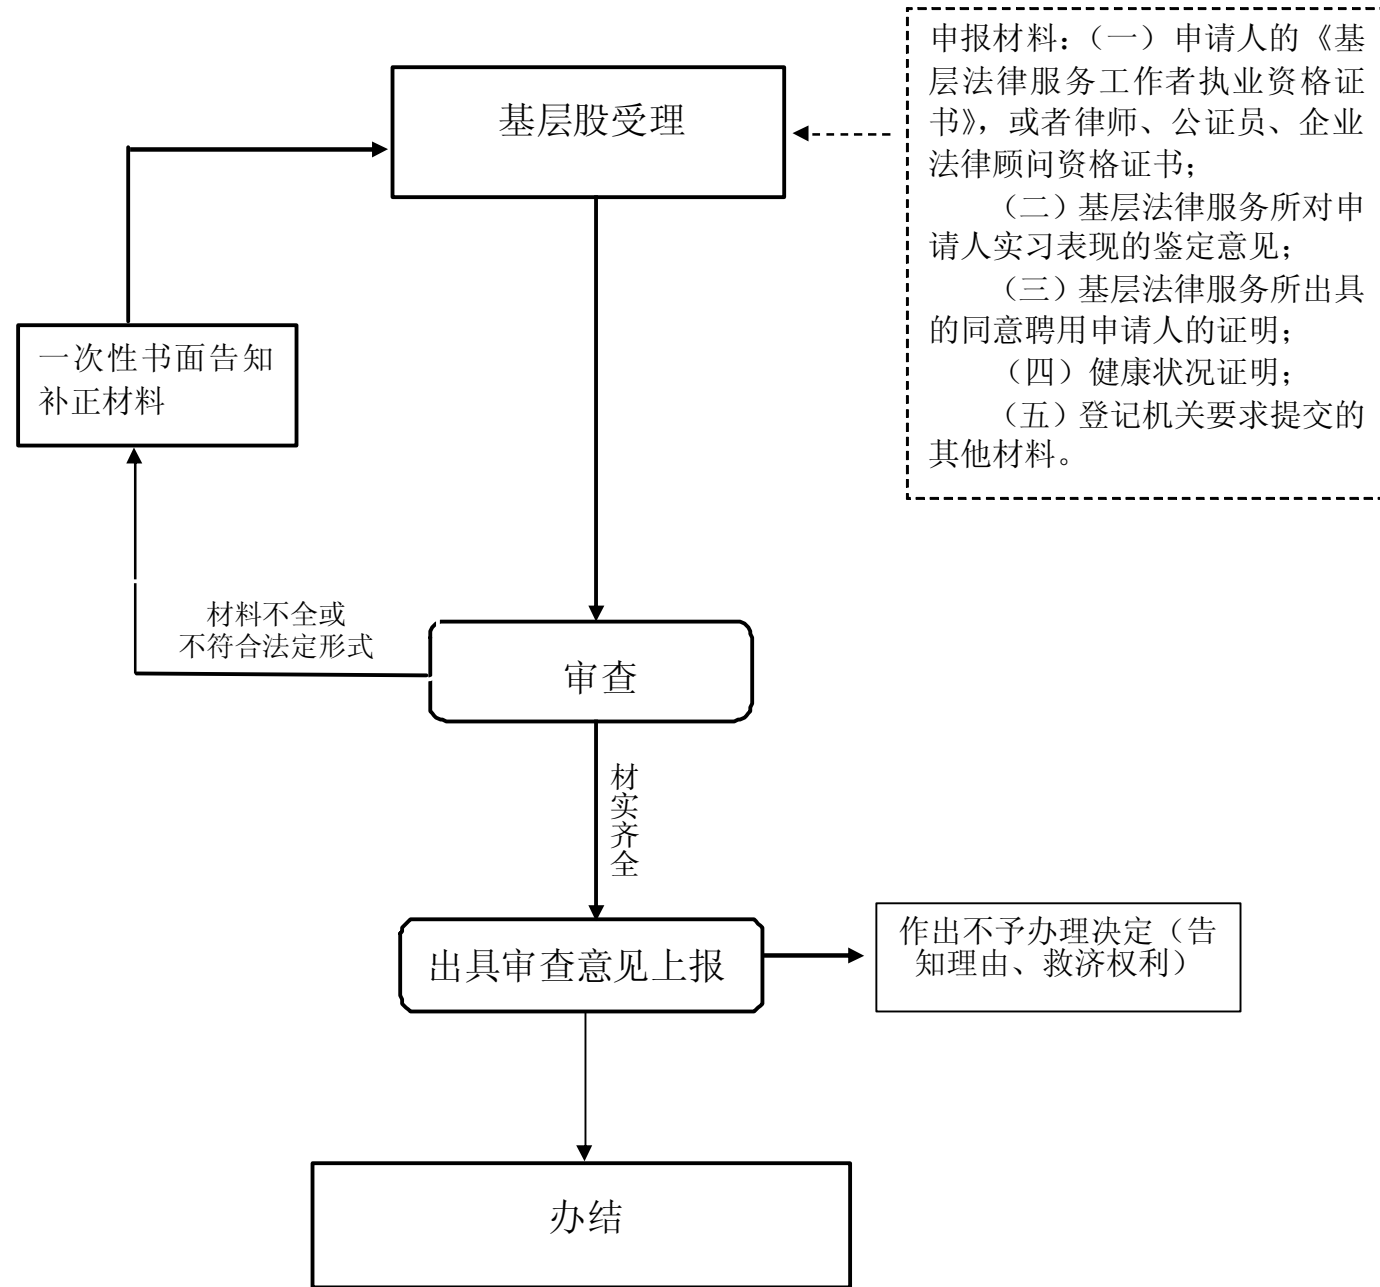 申报材料：（一）申请人的《基
层法律服务工作者执业资格证
书》，或者律师、公证员、企业
法律顾问资格证书；
（二）基层法律服务所对申
请人实习表现的鉴定意见；
（三）基层法律服务所出具
的同意聘用申请人的证明；
（四）健康状况证明；
（五）登记机关要求提交的
其他材料。
基层股受理
一次性书面告知
补正材料
材料不全或
不符合法定形式
审查
材实齐全
出具审查意见上报
作出不予办理决定（告
知理由、救济权利）
办结